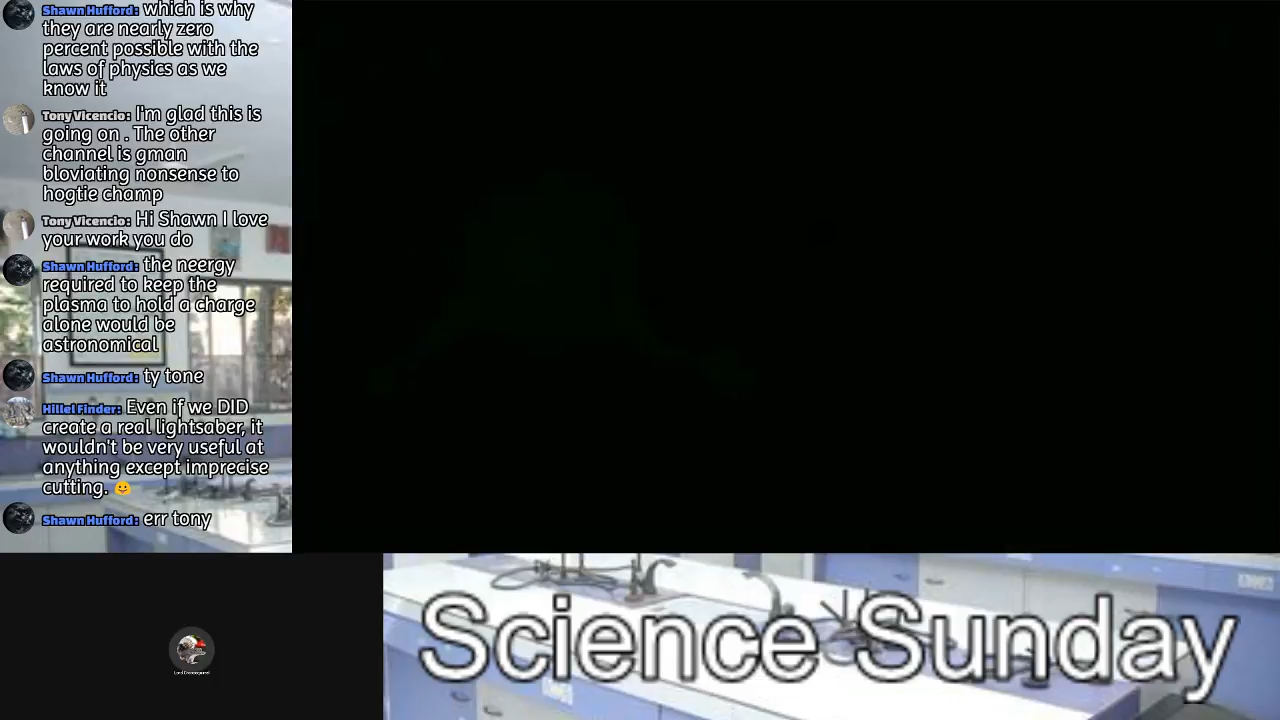 Shawn Hufford: which is why
they are nearly zero
percent possible with the
laws of physics as we
know it
Tony Vicencio: I'm glad this is
going on . The other
channel is gman
bloviating nonsense to
hogtie champ
Tony Vicencio: Hi Shawn I love
your work you do
Shawn Hufford: the neergy
required to keep the
plasma to hold a charge
alone would be
astronomical
Shawn Hufford: ty tone
Hillel Finder: Even if we DID
create a real lightsaber, it
wouldn't be very useful at
anything except imprecise
cutting. 🤗
Shawn Hufford: err tony
Science Sunday